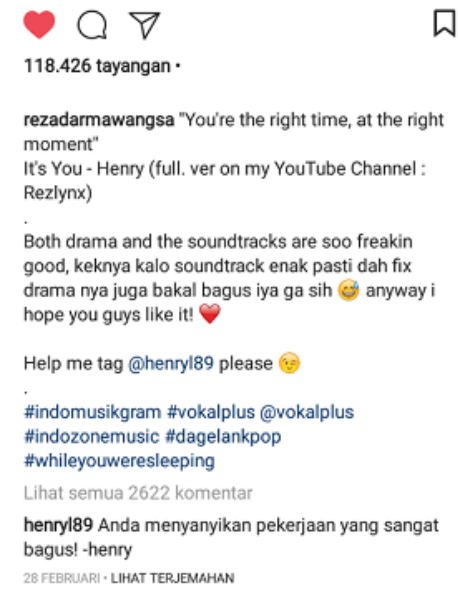 118.426 tayangan •
rezadarmawangsa "You're the right time, at the right
moment"
It's You - Henry (full. ver on my YouTube Channel :
Rezlynx)
.
Both drama and the soundtracks are soo freakin
good, keknya kalo soundtrack enak pasti dah fix
drama nya juga bakal bagus iya ga sih 😅 anyway i
hope you guys like it! ❤️
Help me tag @henryl89 please 😉
.
#indomusikgram #vokalplus @vokalplus
#indozonemusic #dagelankpop
#whileyouweresleeping
Lihat semua 2622 komentar
henryl89 Anda menyanyikan pekerjaan yang sangat
bagus! -henry
28 FEBRUARI • LIHAT TERJEMAHAN